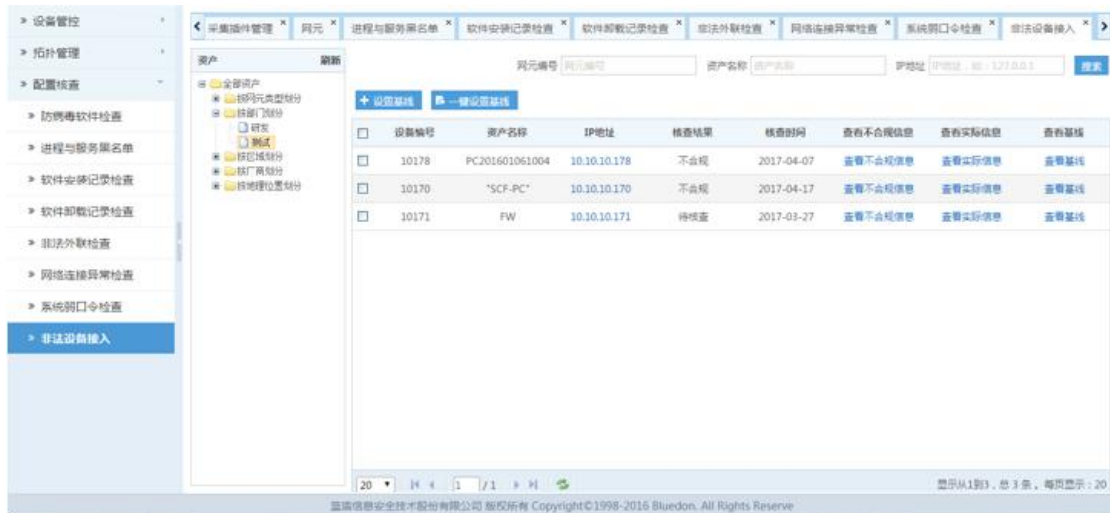 设备管控
拓扑管理
配置核查
防病毒软件检查
进程与服务黑名单
软件安装记录检查
软件卸载记录检查
非法外联检查
网络连接异常检查
系统弱口令检查
非法设备接入
采集插件管理 网元 进程与服务黑名单 软件安装记录检查 软件卸载记录检查 非法外联检查 网络连接异常检查 系统弱口令检查 非法设备接入
资产 刷新
全部资产
按网元类型划分
按部门划分
研发
测试
按区域划分
按厂商划分
按地理位置划分
网元编号 网元编号 资产名称 资产名称 IP地址 IP地址，如：127.0.0.1 搜索
设置基线 一键设置基线
设备编号 资产名称 IP地址 核查结果 核查时间 查看不合规信息 查看实际信息 查看基线
10178 PC201601061004 10.10.10.178 不合规 2017-04-07 查看不合规信息 查看实际信息 查看基线
10170 "SCF-PC" 10.10.10.170 不合规 2017-04-17 查看不合规信息 查看实际信息 查看基线
10171 FW 10.10.10.171 待核查 2017-03-27 查看不合规信息 查看实际信息 查看基线
20 1 /1 显示从1到3，总 3 条，每页显示：20
蓝盾信息安全技术股份有限公司 版权所有 Copyright©1998-2016 Bluedon. All Rights Reserve